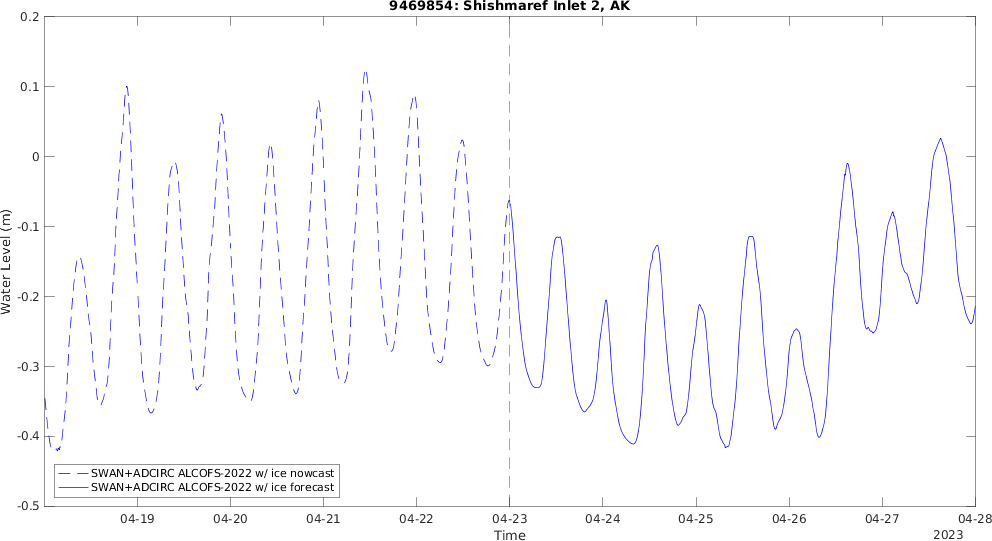 9469854: Shishmaref Inlet 2, AK
Water Level (m)
0.2
0.1
0
-0.1
-0.2
-0.3
-0.4
-0.5
SWAN+ADCIRC ALCOFS-2022 w/ ice nowcast
SWAN+ADCIRC ALCOFS-2022 w/ ice forecast
04-19 04-20 04-21 04-22 04-23 04-24 04-25 04-26 04-27 04-28
Time
2023